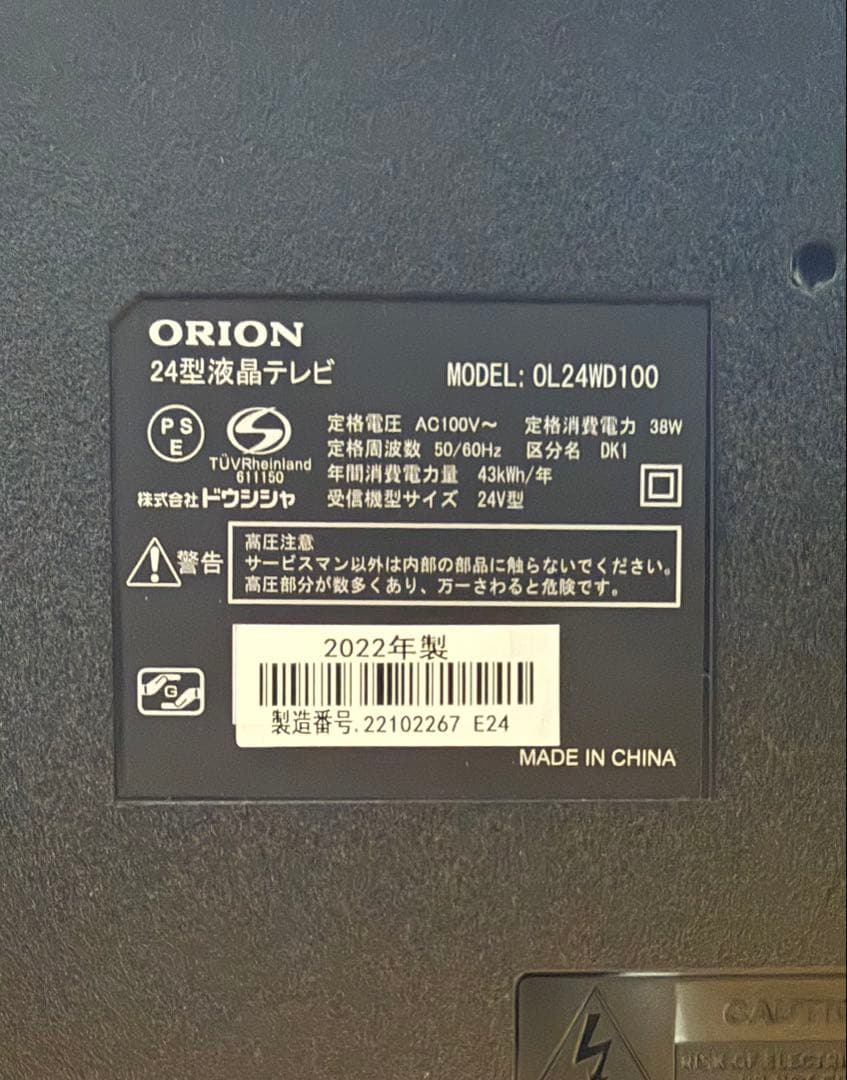 ORION
24型液晶テレビ MODEL: OL24WD100
PS
E
TÜVRheinland
611150
株式会社ドウシシャ
定格電圧 AC100V～ 定格消費電力 38W
定格周波数 50/60Hz 区分名 DK1
年間消費電力量 43kWh/年
受信機型サイズ 24V型
警告
高圧注意
サービスマン以外は内部の部品に触らないでください。
高圧部分が数多くあり、万一さわると危険です。
2022年製
G
製造番号.22102267 E24
MADE IN CHINA
RISK OF